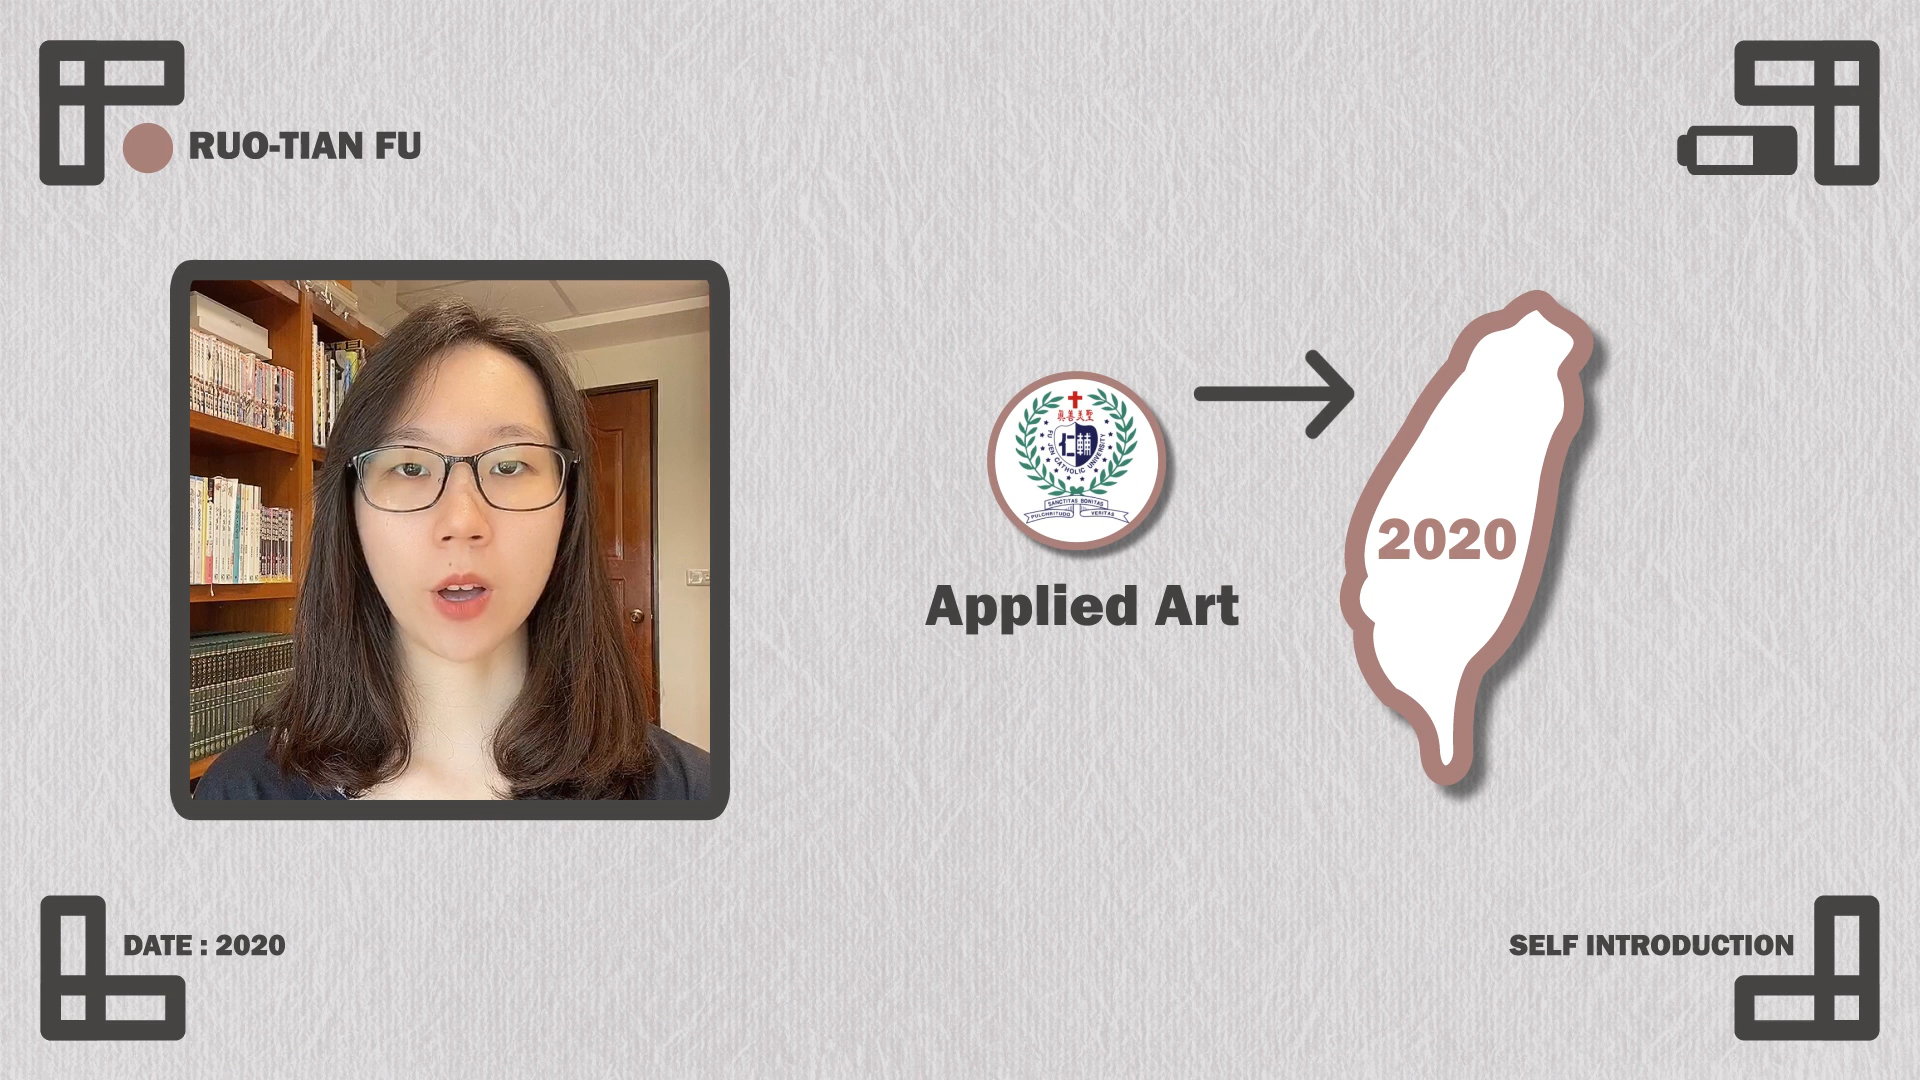 RUO-TIAN FU
真善美聖
仁輔
FU JEN CATHOLIC UNIVERSITY
SANCTITAS BONITAS
PULCHRITUDO VERITAS
Applied Art
2020
DATE : 2020
SELF INTRODUCTION